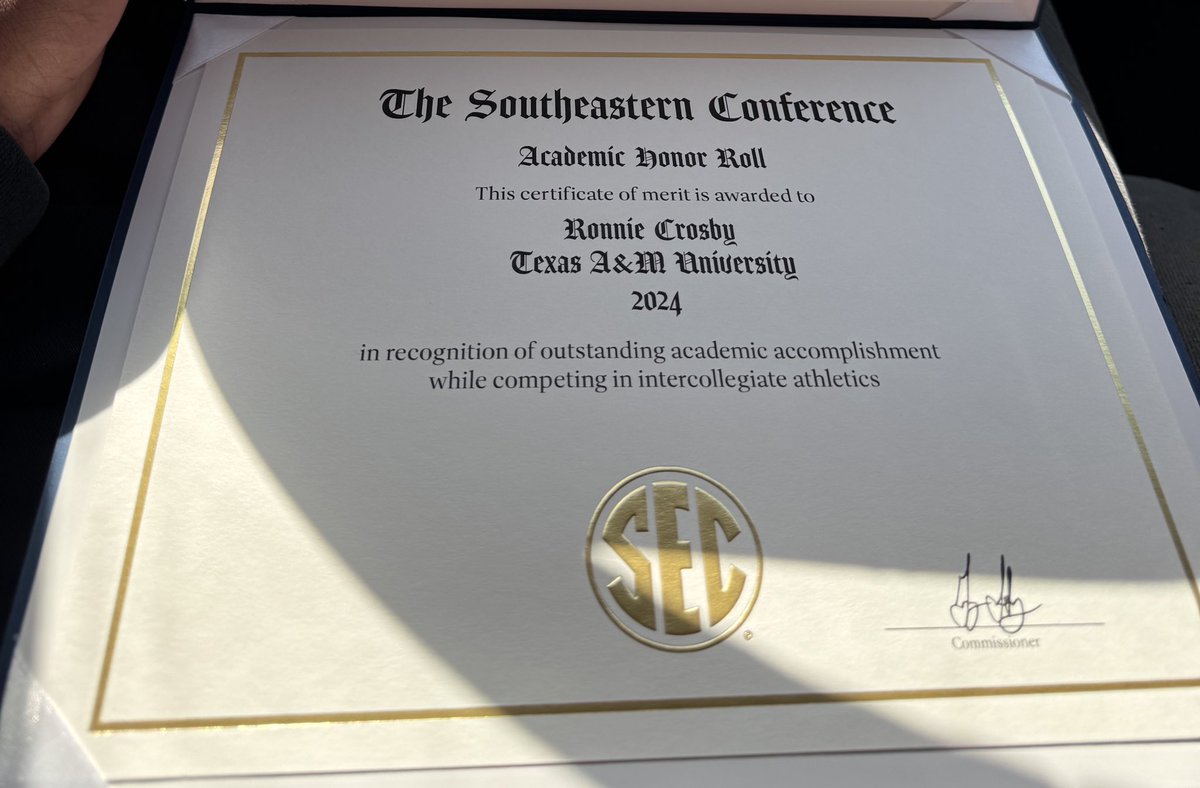 The Southeastern Conference
Academic Honor Roll
This certificate of merit is awarded to
Ronnie Crosby
Texas A&M University
2024
in recognition of outstanding academic accomplishment
while competing in intercollegiate athletics
SEC
Commissioner